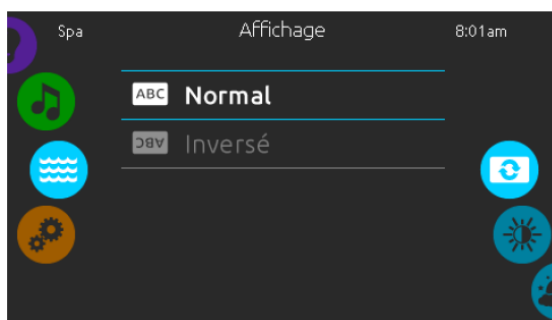 Spa
Affichage
8:01am
ABC
Normal
ABC
Inversé